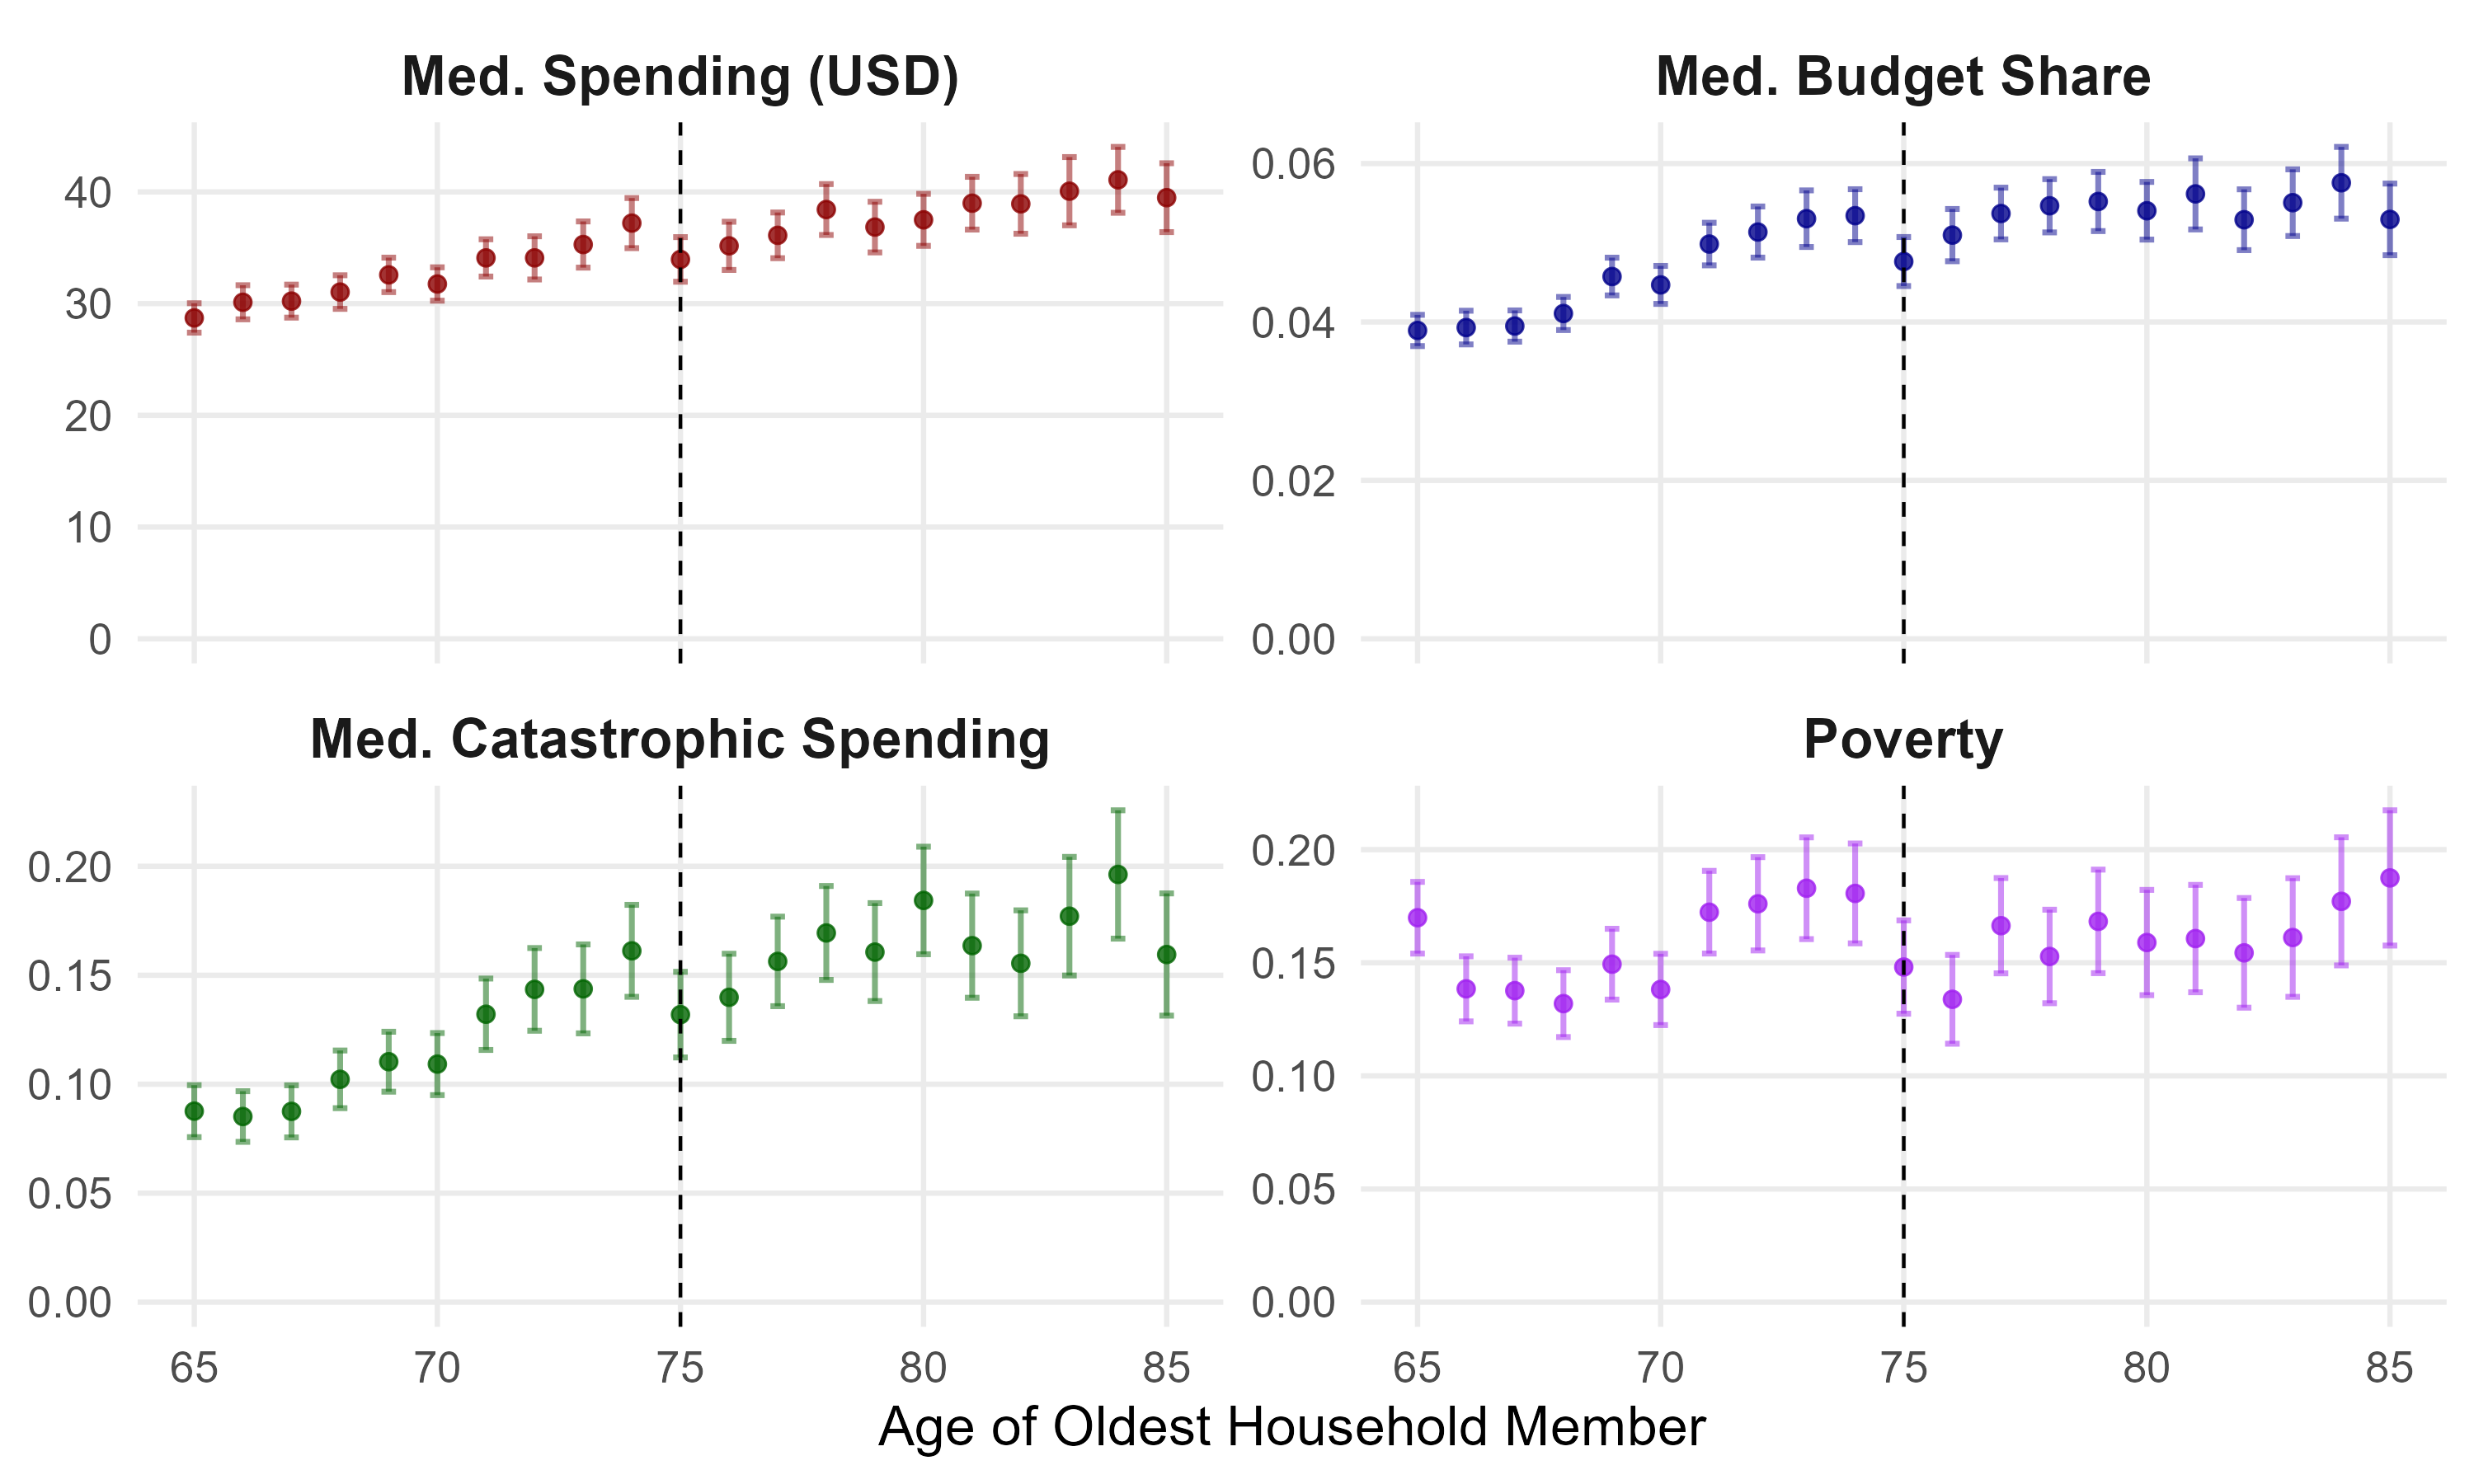 Med. Spending (USD)
40
30
20
10
0
Med. Budget Share
0.06
0.04
0.02
0.00
Med. Catastrophic Spending
0.20
0.15
0.10
0.05
0.00
65 70 75 80 85
Poverty
0.20
0.15
0.10
0.05
0.00
65 70 75 80 85
Age of Oldest Household Member